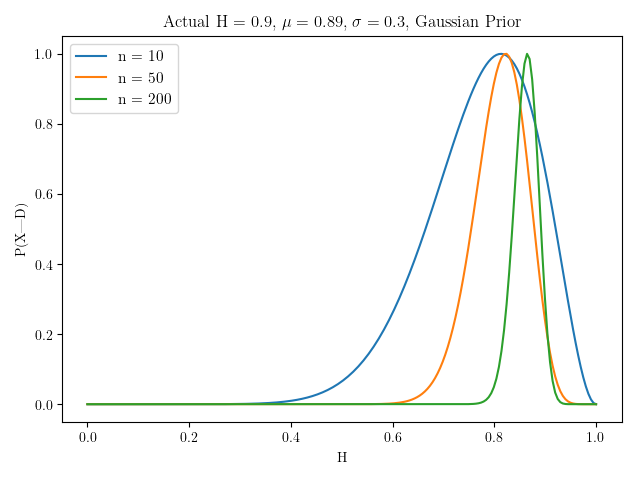 Actual H = 0.9, μ = 0.89, σ = 0.3, Gaussian Prior
n = 10
n = 50
n = 200
P(X—D)
1.0
0.8
0.6
0.4
0.2
0.0
0.0 0.2 0.4 0.6 0.8 1.0
H